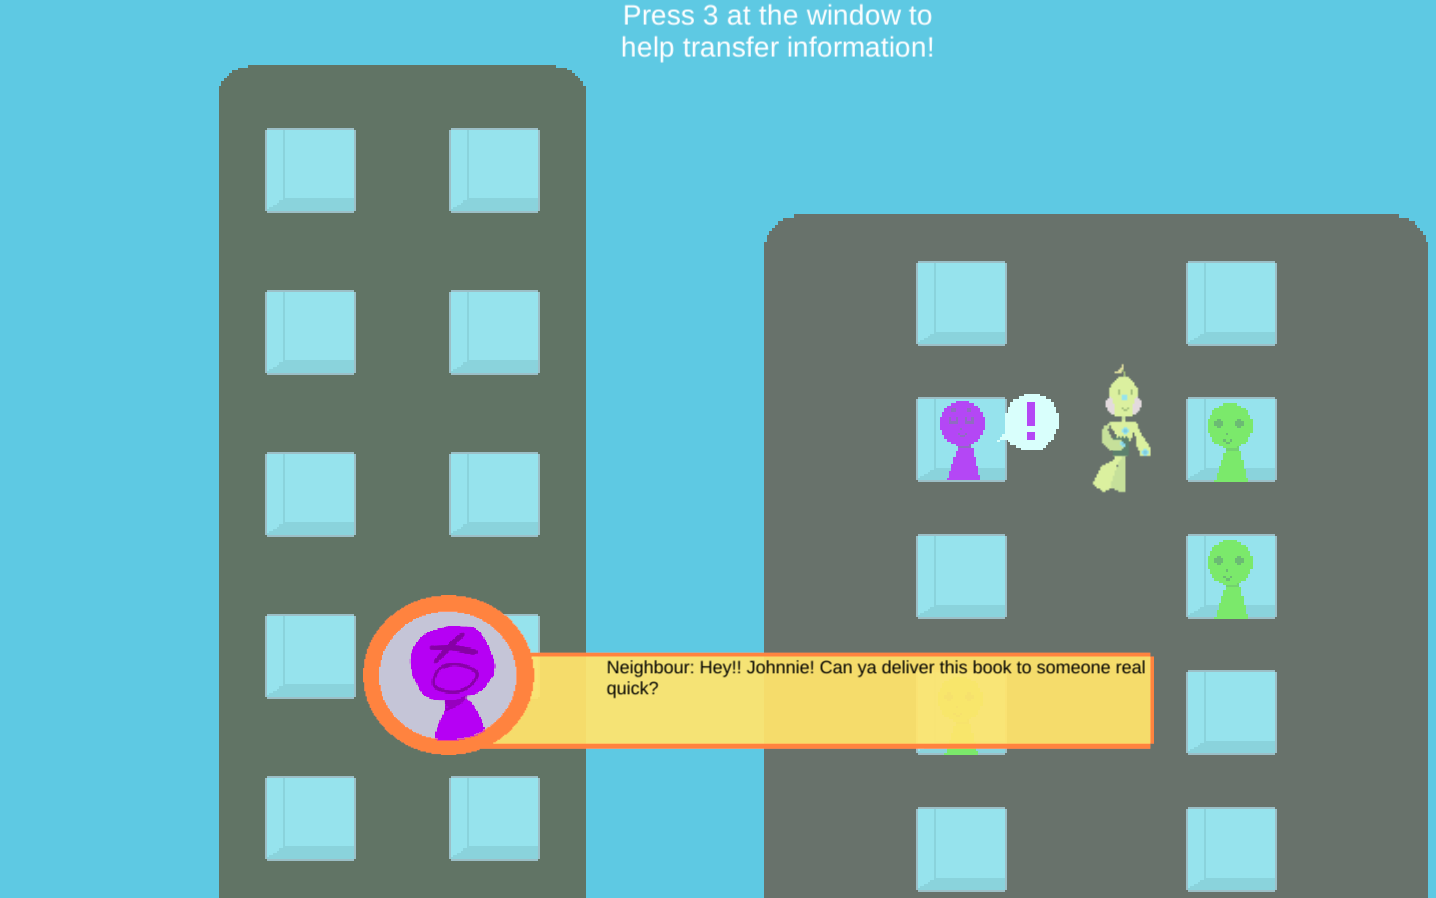 Press 3 at the window to
help transfer information!
!
Neighbour: Hey!! Johnnie! Can ya deliver this book to someone real
quick?